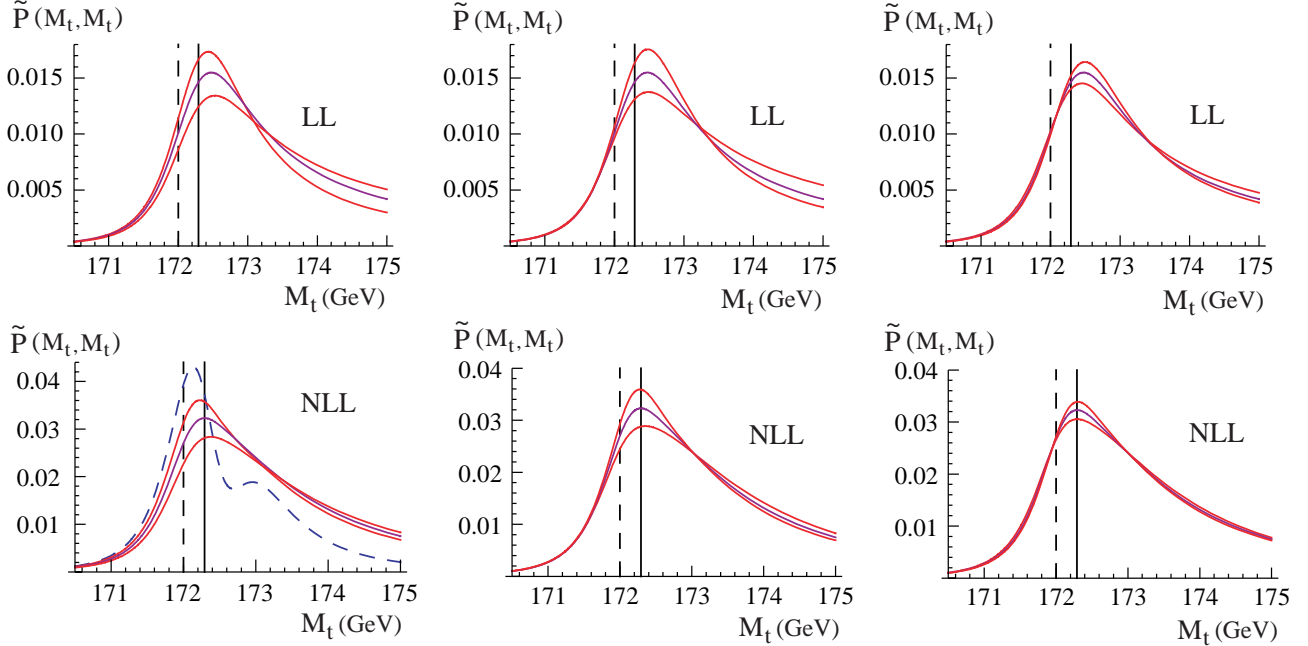 P̃ (M_t, M_t) P̃ (M_t, M_t) P̃ (M_t, M_t)
0.015 0.015 0.015
LL LL LL
0.010 0.010 0.010
0.005 0.005 0.005
171 172 173 174 175 171 172 173 174 175 171 172 173 174 175
M_t (GeV) M_t (GeV) M_t (GeV)
P̃ (M_t, M_t) P̃ (M_t, M_t) P̃ (M_t, M_t)
0.04 0.04 0.04
NLL NLL NLL
0.03 0.03 0.03
0.02 0.02 0.02
0.01 0.01 0.01
171 172 173 174 175 171 172 173 174 175 171 172 173 174 175
M_t (GeV) M_t (GeV) M_t (GeV)